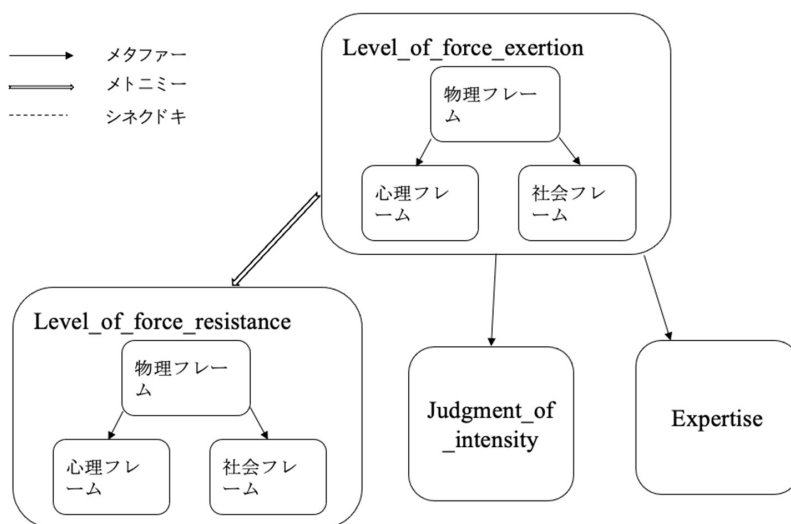 メタファー
メトニミー
シネクドキ
Level_of_force_exertion
物理フレー
ム
心理フレ
ーム
社会フレ
ーム
Level_of_force_resistance
物理フレー
ム
心理フレ
ーム
社会フレ
ーム
Judgment_of
_intensity
Expertise